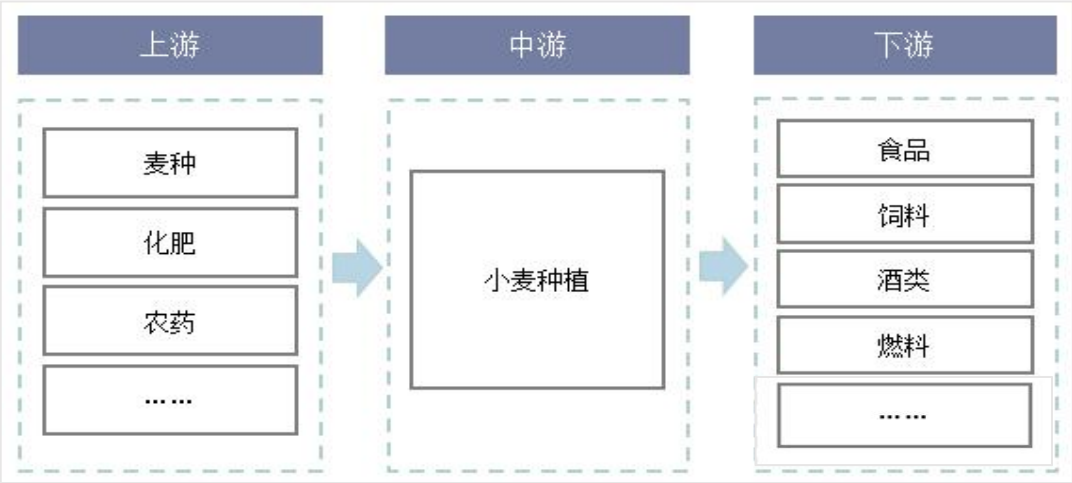 上游
麦种
化肥
农药
……
中游
小麦种植
下游
食品
饲料
酒类
燃料
……